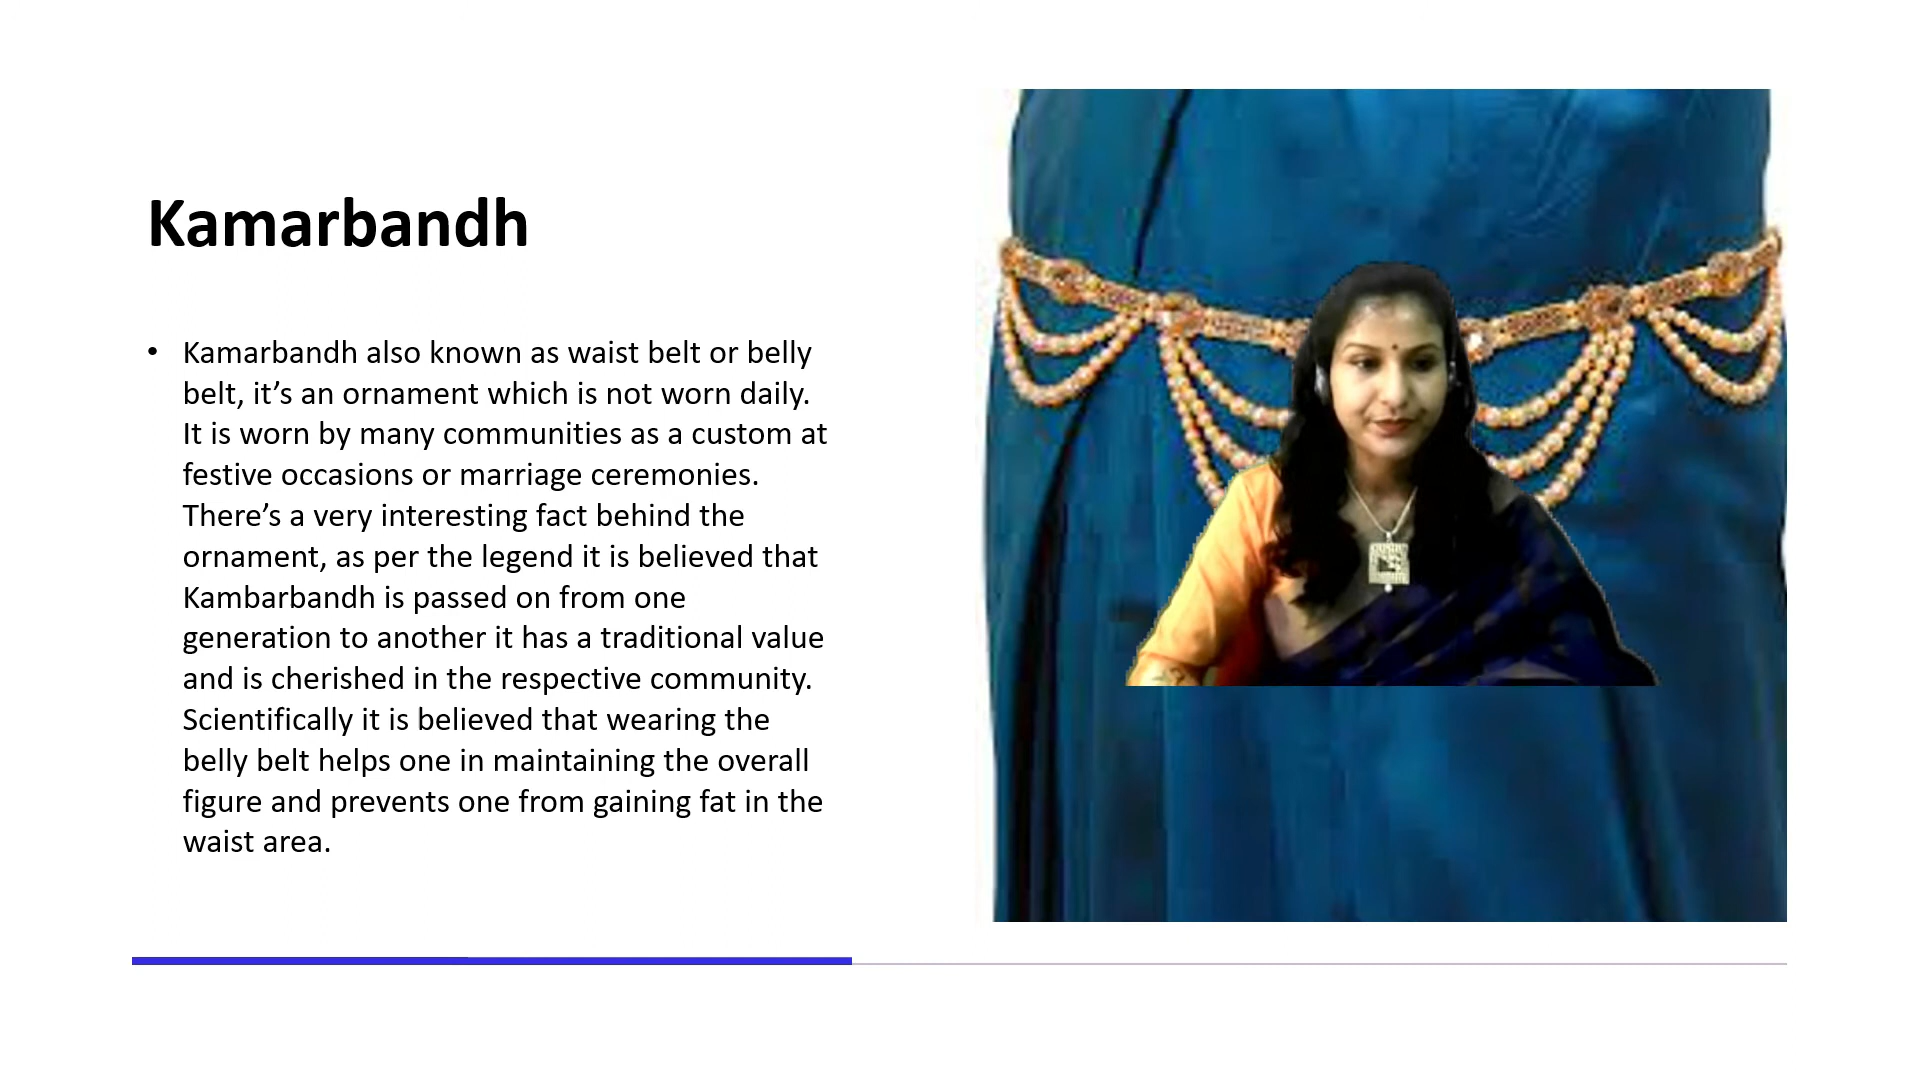 Kamarbandh
• Kamarbandh also known as waist belt or belly
belt, it’s an ornament which is not worn daily.
It is worn by many communities as a custom at
festive occasions or marriage ceremonies.
There’s a very interesting fact behind the
ornament, as per the legend it is believed that
Kambarbandh is passed on from one
generation to another it has a traditional value
and is cherished in the respective community.
Scientifically it is believed that wearing the
belly belt helps one in maintaining the overall
figure and prevents one from gaining fat in the
waist area.